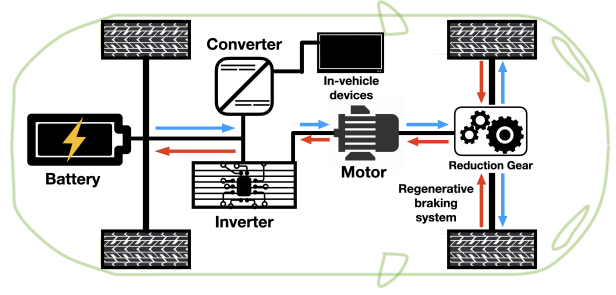 Converter
In-vehicle
devices
Battery
Inverter
Motor
Reduction Gear
Regenerative
braking
system